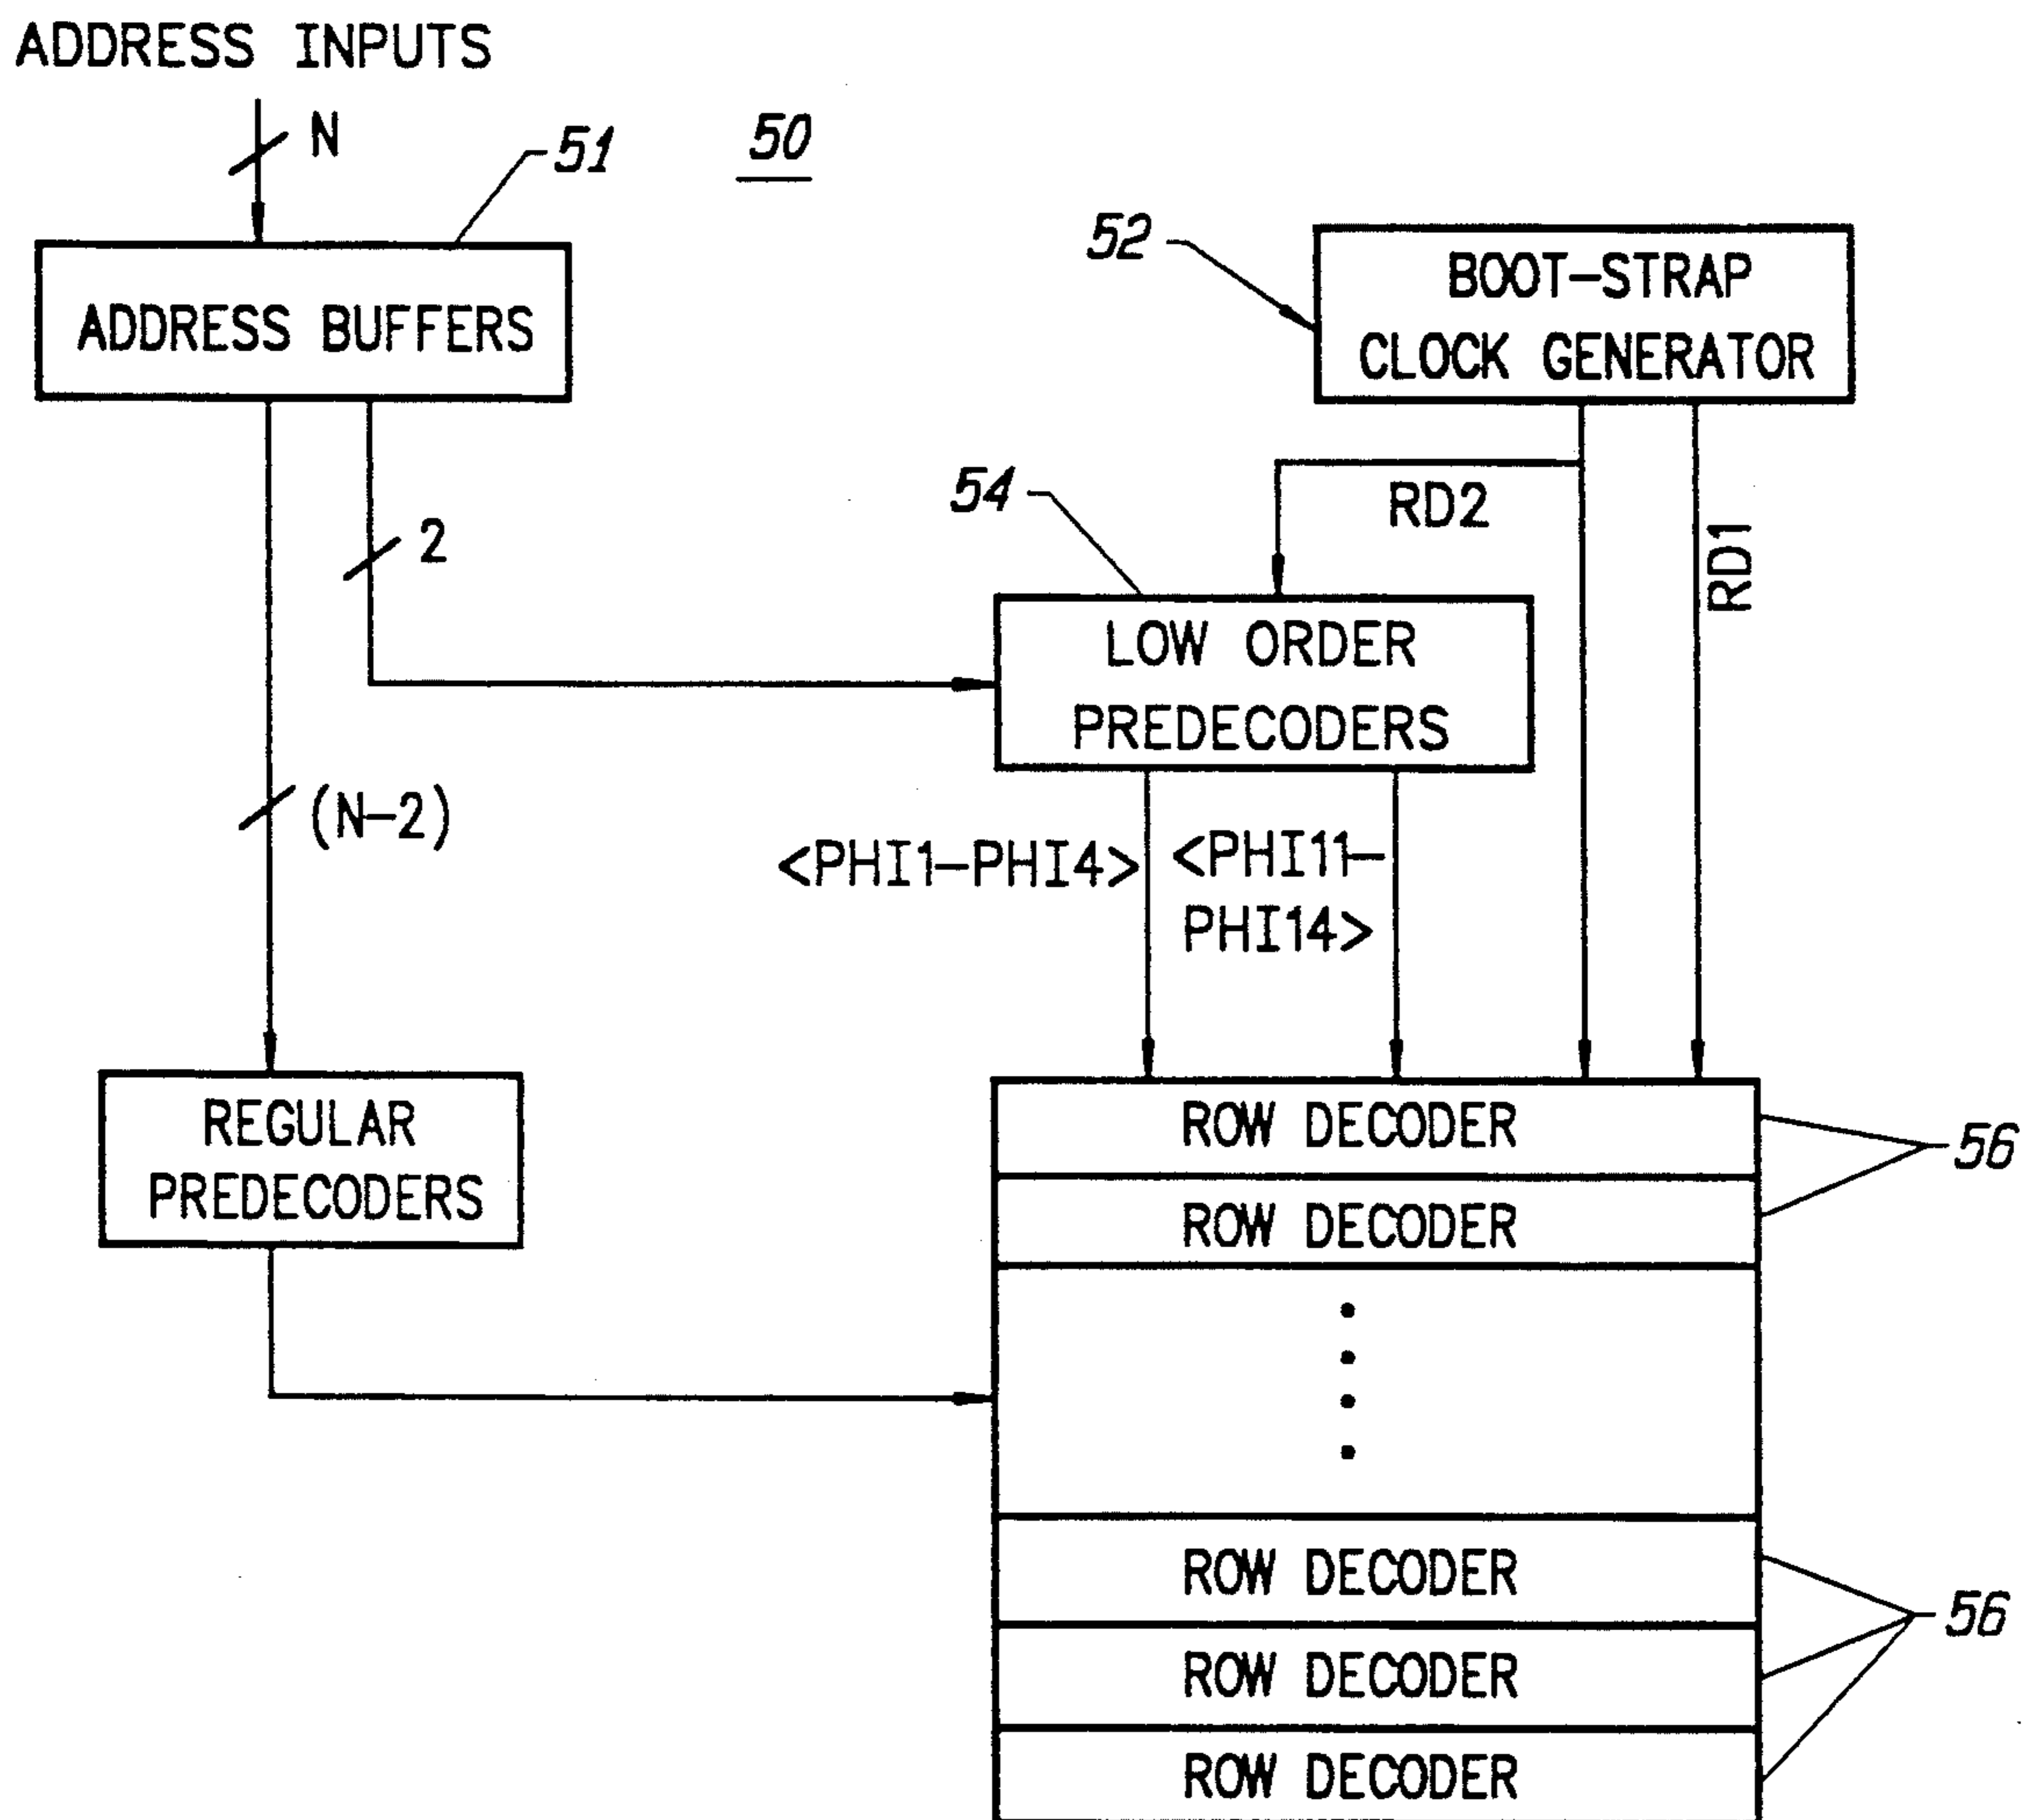 ADDRESS INPUTS
N
51
50
ADDRESS BUFFERS
52
BOOT-STRAP
CLOCK GENERATOR
54
RD2
RD1
2
LOW ORDER
PREDECODERS
(N-2)
<PHI1-PHI4>
<PHI11-
PHI14>
REGULAR
PREDECODERS
ROW DECODER
56
ROW DECODER
ROW DECODER
56
ROW DECODER
ROW DECODER